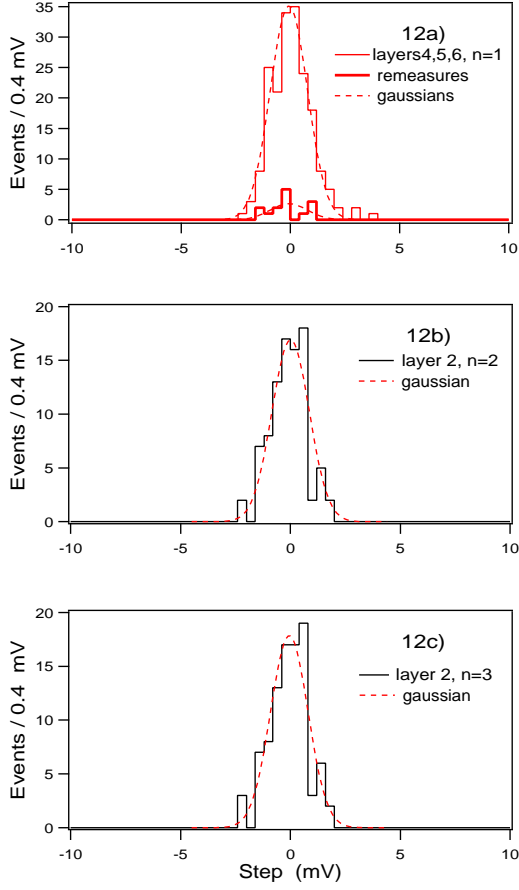 12a)
layers4,5,6, n=1
remeasures
gaussians
Events / 0.4 mV
35
30
25
20
15
10
5
0
-10
-5
0
5
10
12b)
layer 2, n=2
gaussian
Events / 0.4 mV
20
15
10
5
0
-10
-5
0
5
10
12c)
layer 2, n=3
gaussian
Events / 0.4 mV
20
15
10
5
0
-10
-5
0
5
10
Step (mV)